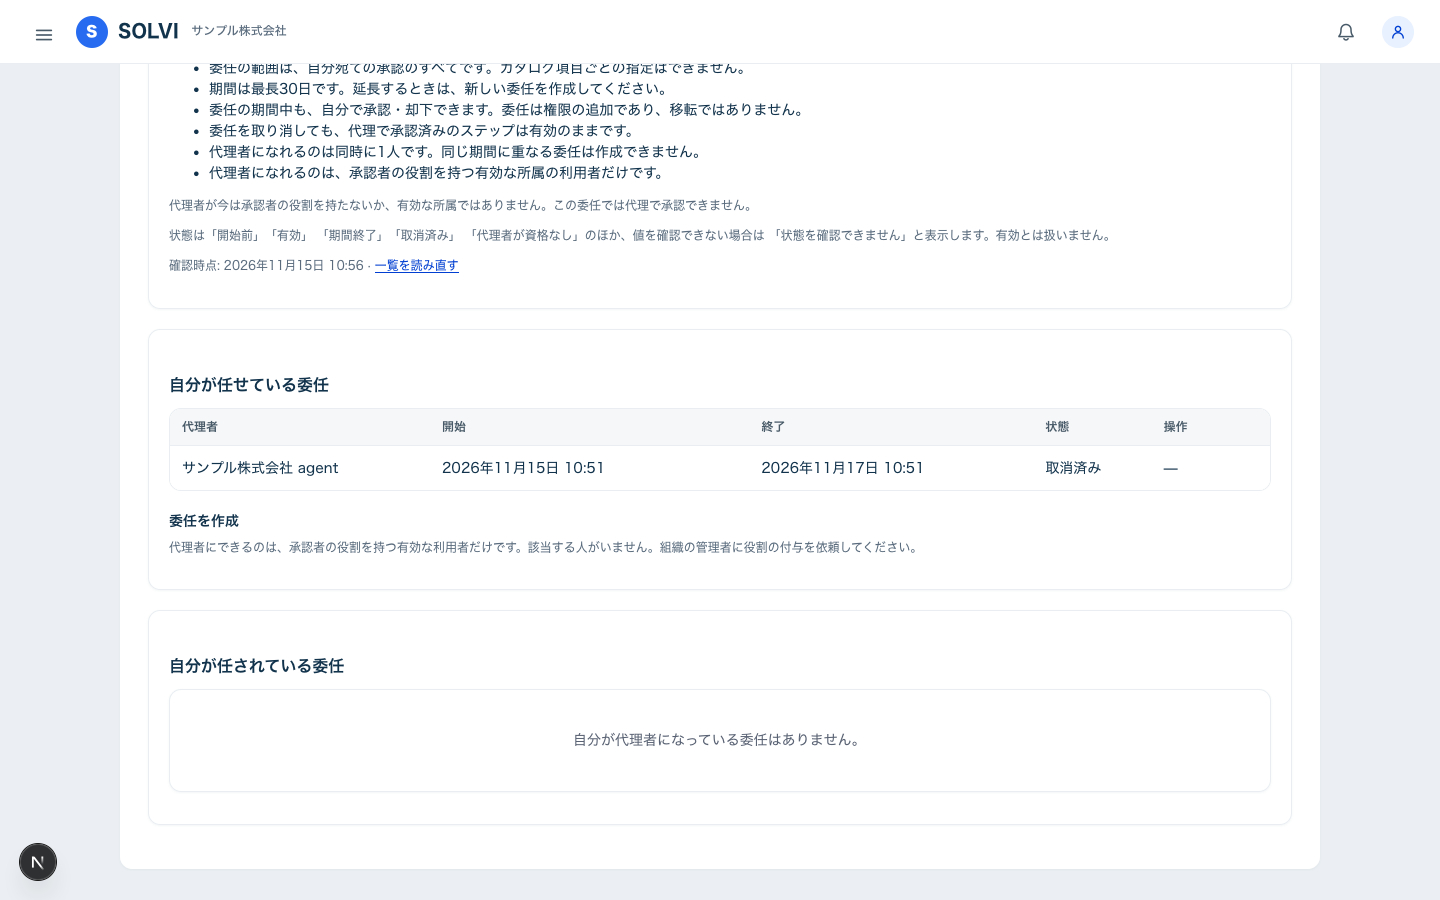 S SOLVI サンプル株式会社
委任の範囲は、自分宛ての承認のすべてです。カタログ項目ごとの指定はできません。
期間は最長30日です。延長するときは、新しい委任を作成してください。
委任の期間中も、自分で承認・却下できます。委任は権限の追加であり、移転ではありません。
委任を取り消しても、代理で承認済みのステップは有効のままです。
代理者になれるのは同時に1人です。同じ期間に重なる委任は作成できません。
代理者になれるのは、承認者の役割を持つ有効な所属の利用者だけです。
代理者が今は承認者の役割を持たないか、有効な所属ではありません。この委任では代理で承認できません。
状態は「開始前」「有効」 「期間終了」「取消済み」 「代理者が資格なし」のほか、値を確認できない場合は 「状態を確認できません」と表示します。有効とは扱いません。
確認時点: 2026年11月15日 10:56 · 一覧を読み直す
自分が任せている委任
代理者 開始 終了 状態 操作
サンプル株式会社 agent 2026年11月15日 10:51 2026年11月17日 10:51 取消済み —
委任を作成
代理者にできるのは、承認者の役割を持つ有効な利用者だけです。該当する人がいません。組織の管理者に役割の付与を依頼してください。
自分が任されている委任
自分が代理者になっている委任はありません。
N